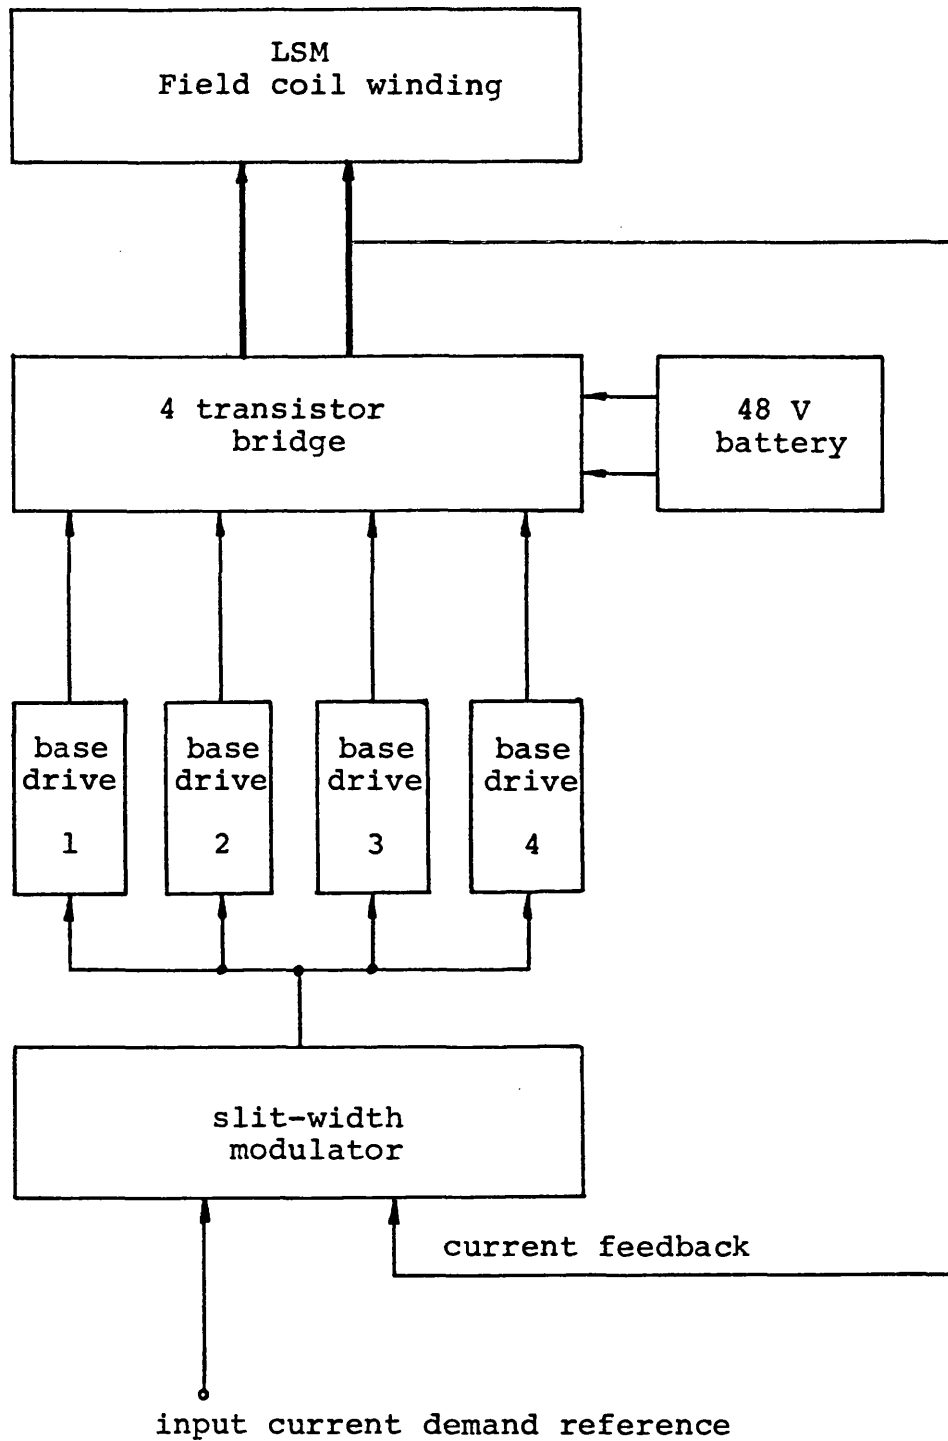 LSM
Field coil winding
4 transistor
bridge
48 V
battery
base
drive
1
base
drive
2
base
drive
3
base
drive
4
slit-width
modulator
current feedback
input current demand reference